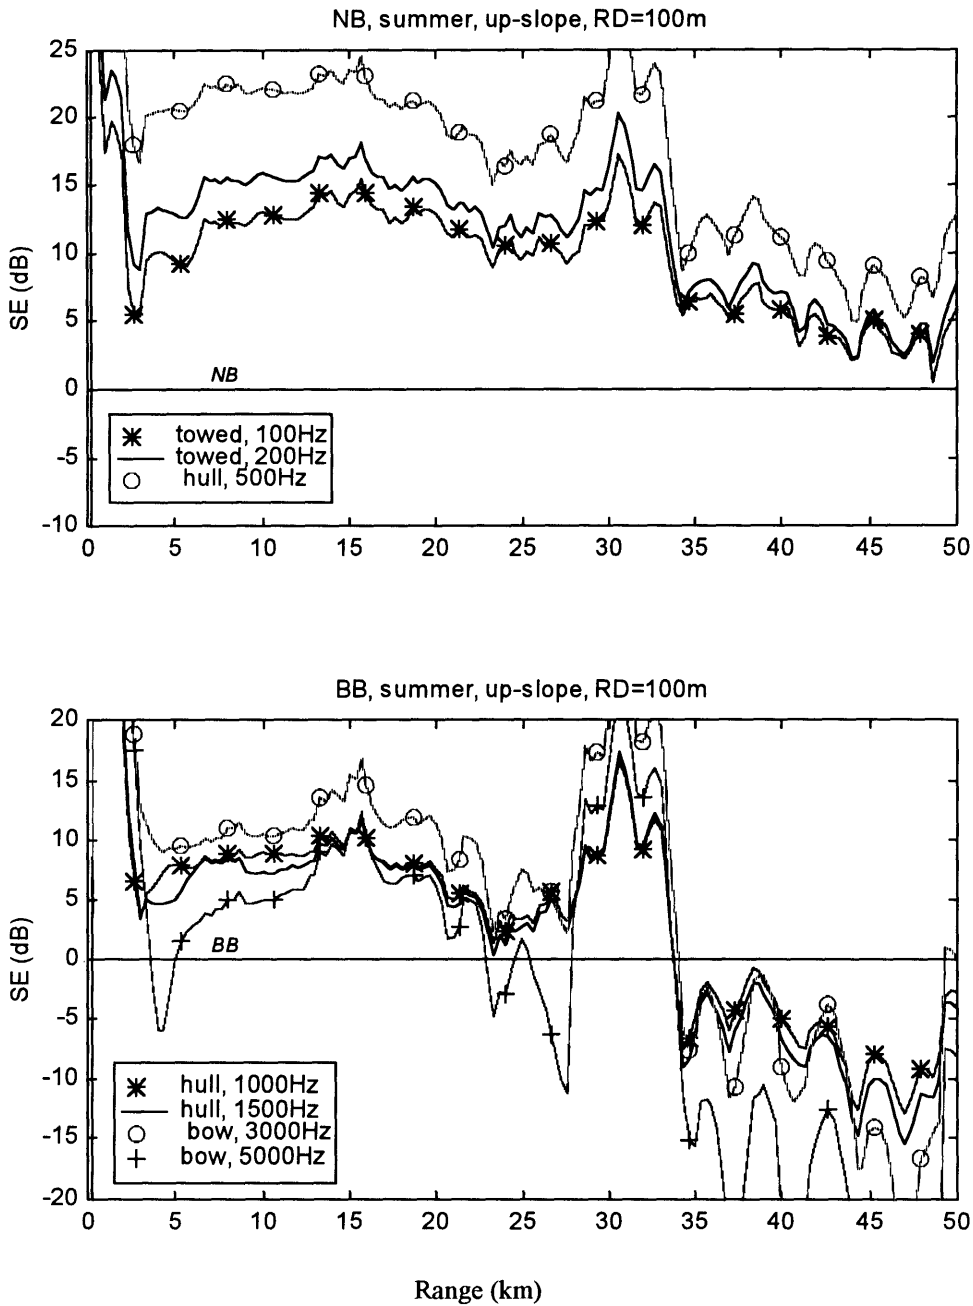 NB, summer, up-slope, RD=100m
25
20
15
10
5
0
-5
-10
SE (dB)
NB
towed, 100Hz
towed, 200Hz
hull, 500Hz
0 5 10 15 20 25 30 35 40 45 50
BB, summer, up-slope, RD=100m
20
15
10
5
0
-5
-10
-15
-20
SE (dB)
BB
hull, 1000Hz
hull, 1500Hz
bow, 3000Hz
bow, 5000Hz
0 5 10 15 20 25 30 35 40 45 50
Range (km)